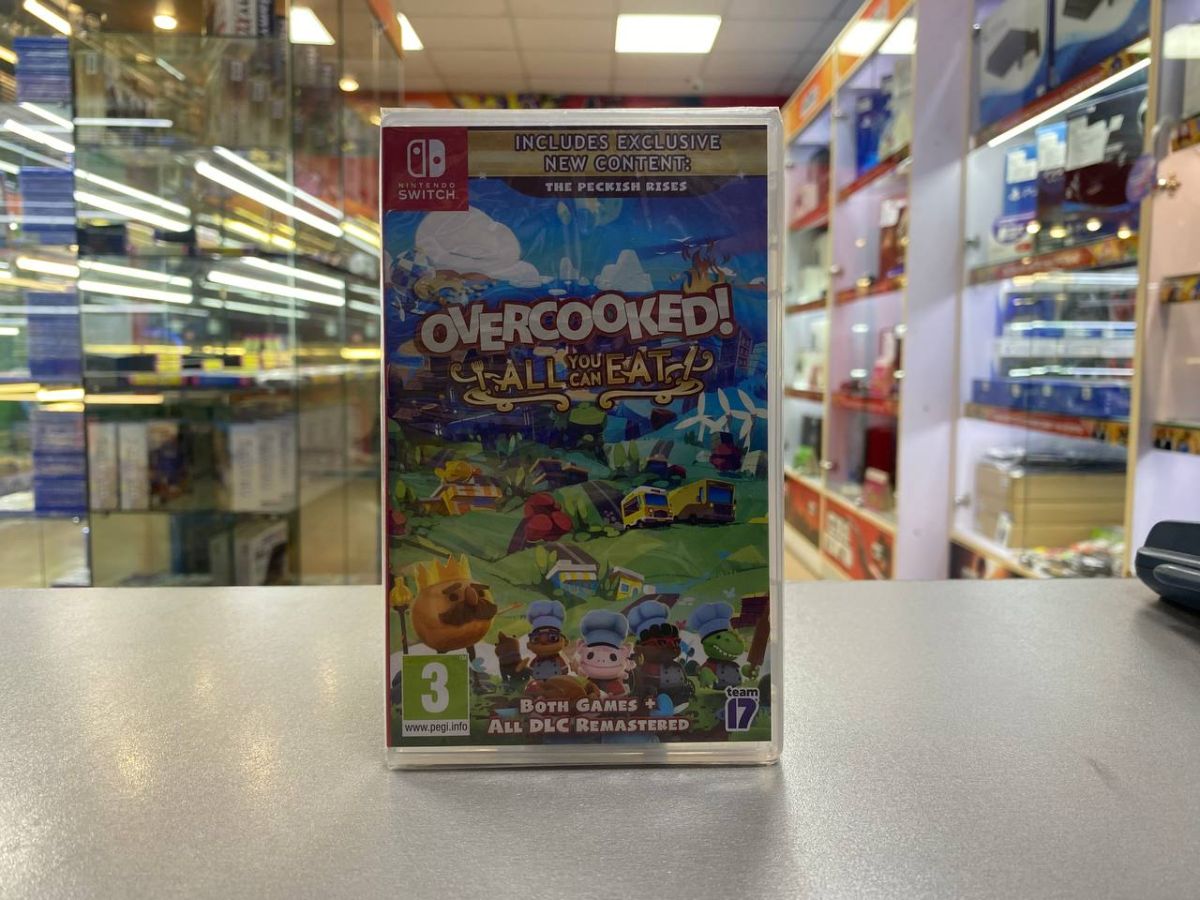 NINTENDO
SWITCH
INCLUDES EXCLUSIVE
NEW CONTENT:
THE PECKISH RISES
OVERCOOKED!
ALL YOU CAN EAT
3
www.pegi.info
BOTH GAMES +
ALL DLC REMASTERED
team
17